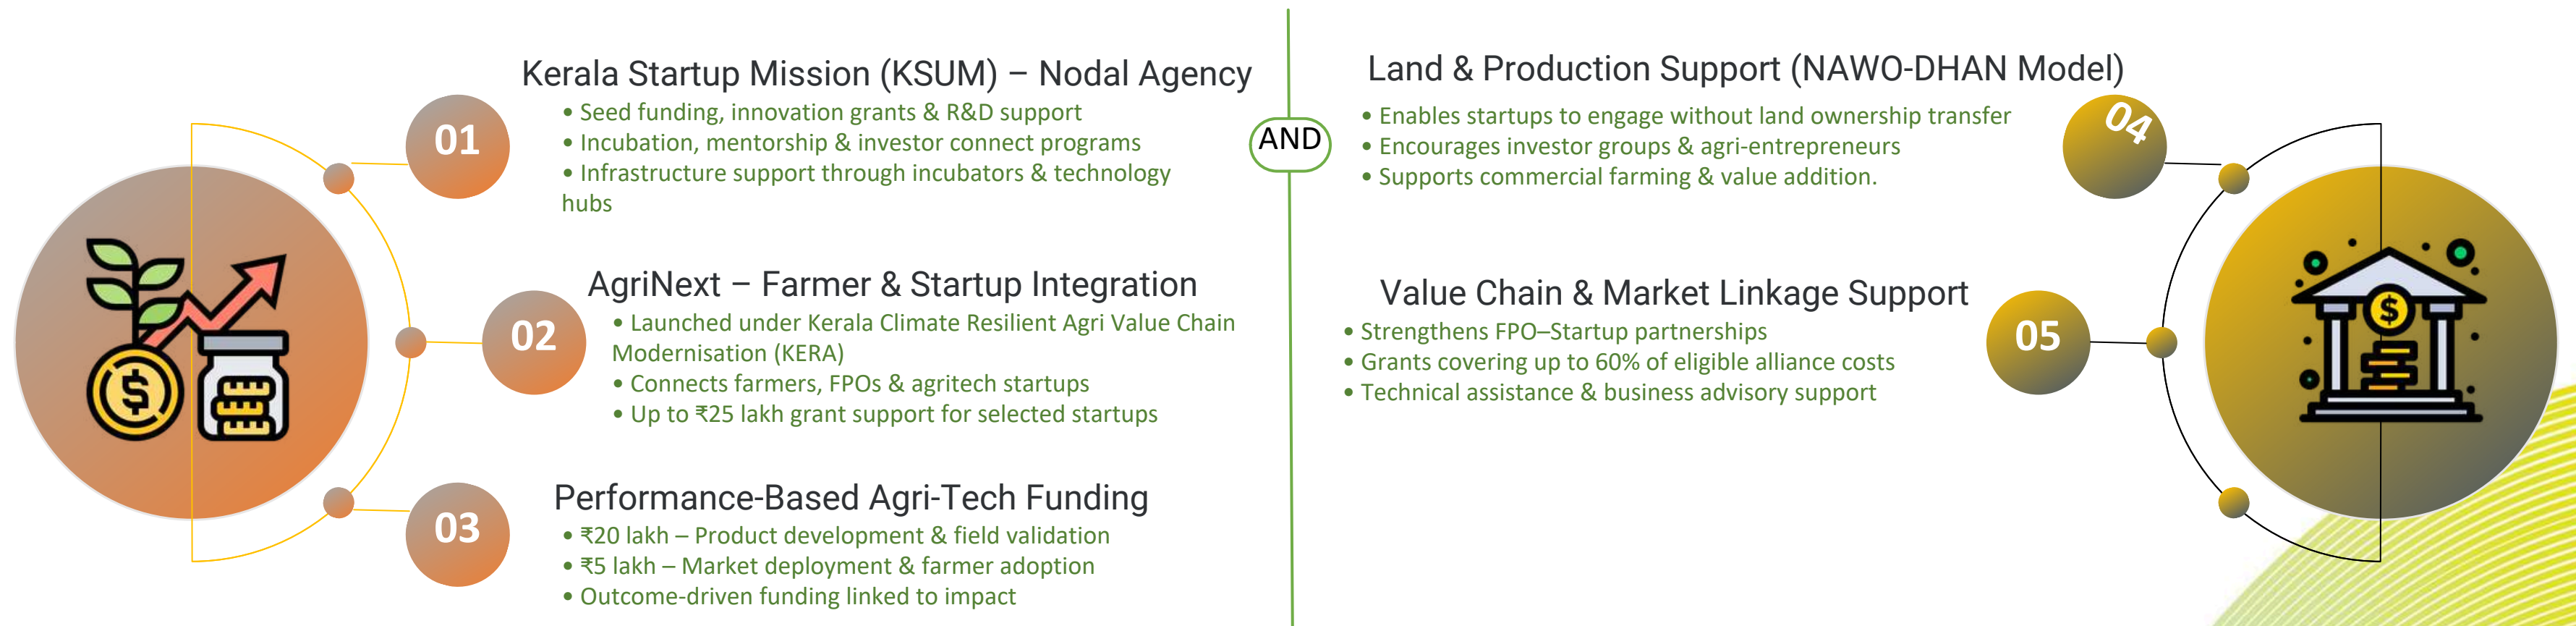 Kerala Startup Mission (KSUM) – Nodal Agency
01
• Seed funding, innovation grants & R&D support
• Incubation, mentorship & investor connect programs
• Infrastructure support through incubators & technology
hubs
AgriNext – Farmer & Startup Integration
02
• Launched under Kerala Climate Resilient Agri Value Chain
Modernisation (KERA)
• Connects farmers, FPOs & agritech startups
• Up to ₹25 lakh grant support for selected startups
Performance-Based Agri-Tech Funding
03
• ₹20 lakh – Product development & field validation
• ₹5 lakh – Market deployment & farmer adoption
• Outcome-driven funding linked to impact
AND
Land & Production Support (NAWO-DHAN Model)
04
• Enables startups to engage without land ownership transfer
• Encourages investor groups & agri-entrepreneurs
• Supports commercial farming & value addition.
Value Chain & Market Linkage Support
05
• Strengthens FPO–Startup partnerships
• Grants covering up to 60% of eligible alliance costs
• Technical assistance & business advisory support